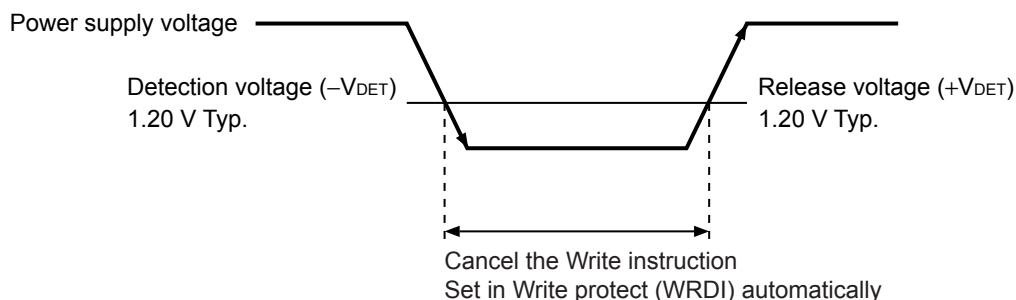 Power supply voltage
Detection voltage (−VDET)
1.20 V Typ.
Release voltage (+VDET)
1.20 V Typ.
Cancel the Write instruction
Set in Write protect (WRDI) automatically